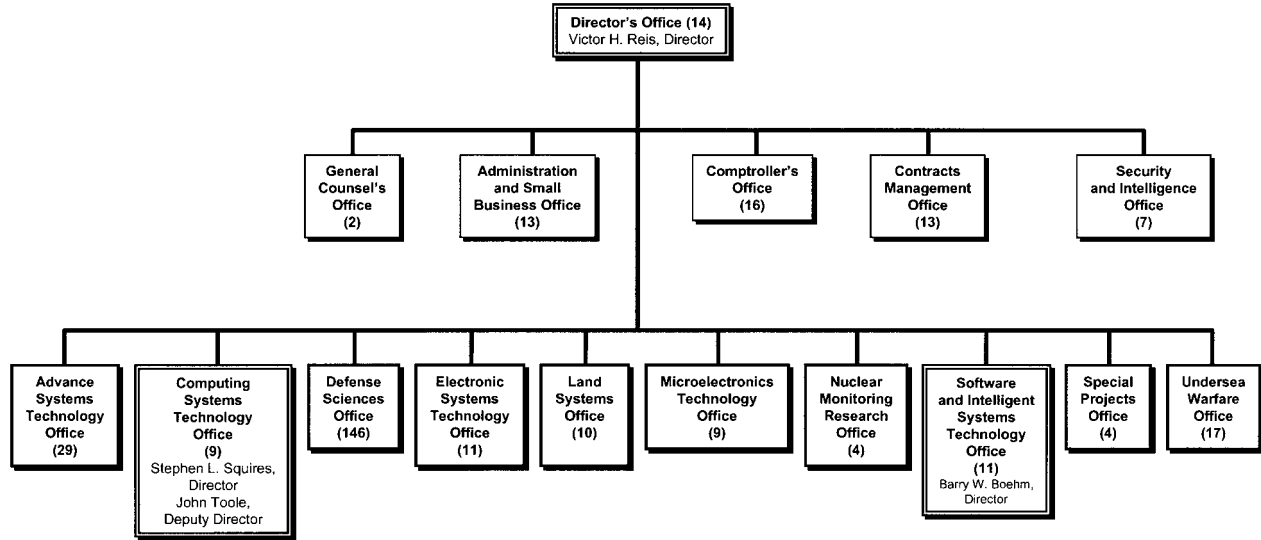 Director's Office (14)
Victor H. Reis, Director
General
Counsel's
Office
(2)
Administration
and Small
Business Office
(13)
Comptroller's
Office
(16)
Contracts
Management
Office
(13)
Security
and Intelligence
Office
(7)
Advance
Systems
Technology
Office
(29)
Computing
Systems
Technology
Office
(9)
Stephen L. Squires,
Director
John Toole,
Deputy Director
Defense
Sciences
Office
(146)
Electronic
Systems
Technology
Office
(11)
Land
Systems Office
(10)
Microelectronics
Technology
Office
(9)
Nuclear
Monitoring
Research
Office
(4)
Software
and Intelligent
Systems
Technology
Office
(11)
Barry W. Boehm,
Director
Special
Projects
Office
(4)
Undersea
Warfare
Office
(17)